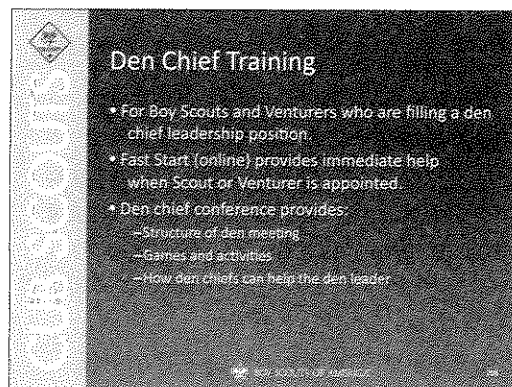 CUB SCOUTS
Den Chief Training
• For Boy Scouts and Venturers who are filling a den
chief leadership position.
• Fast Start (online) provides immediate help
when Scout or Venturer is appointed.
• Den chief conference provides:
–Structure of den meeting
–Games and activities
–How den chiefs can help the den leader
BOY SCOUTS OF AMERICA